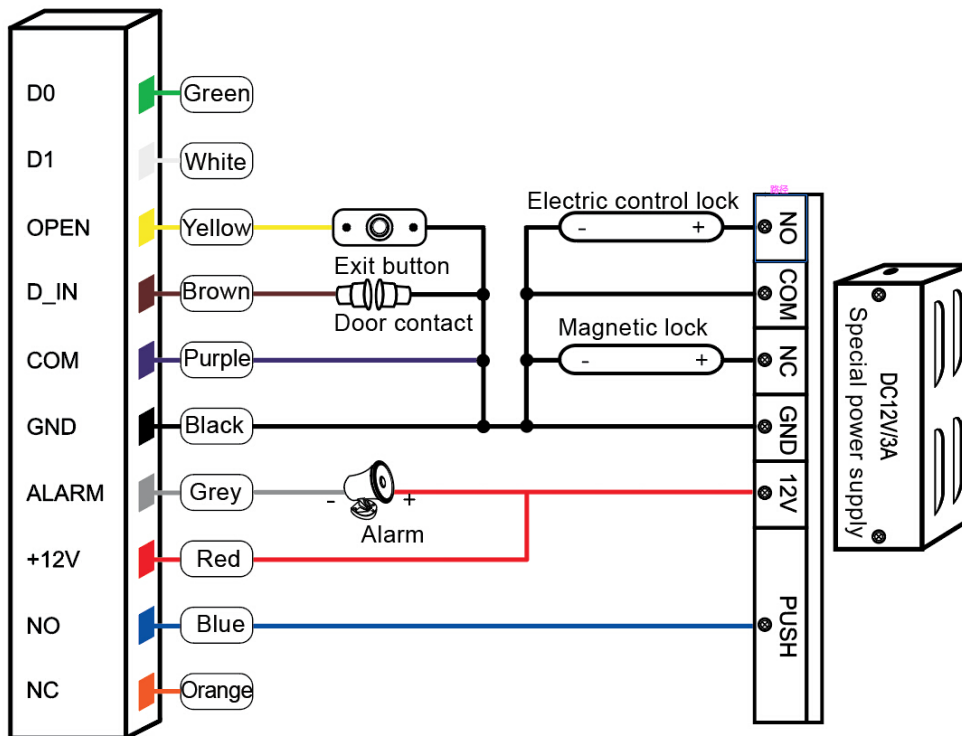 D0
Green
D1
White
OPEN
Yellow
Exit button
D_IN
Brown
Door contact
COM
Purple
GND
Black
ALARM
Grey
-
+
Alarm
+12V
Red
NO
Blue
NC
Orange
Electric control lock
-
+
Magnetic lock
-
+
路径
NO
COM
NC
GND
12V
PUSH
DC12V/3A
Special power supply